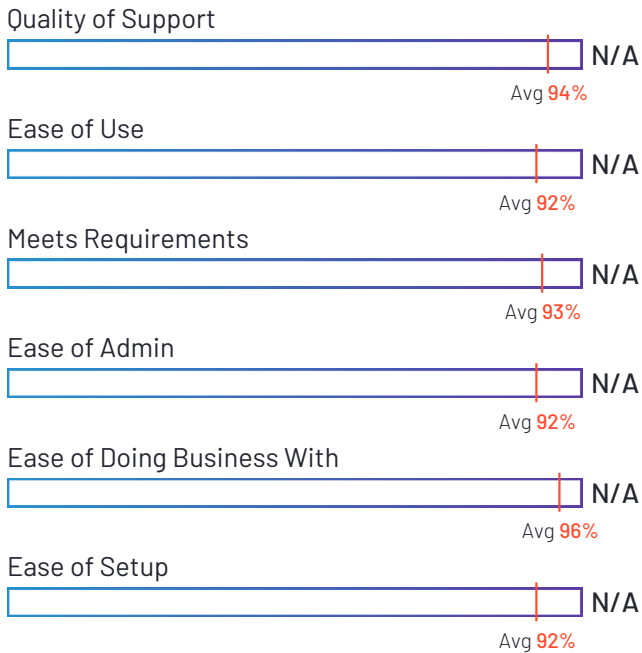 Quality of Support
N/A
Avg 94%
Ease of Use
N/A
Avg 92%
Meets Requirements
N/A
Avg 93%
Ease of Admin
N/A
Avg 92%
Ease of Doing Business With
N/A
Avg 96%
Ease of Setup
N/A
Avg 92%